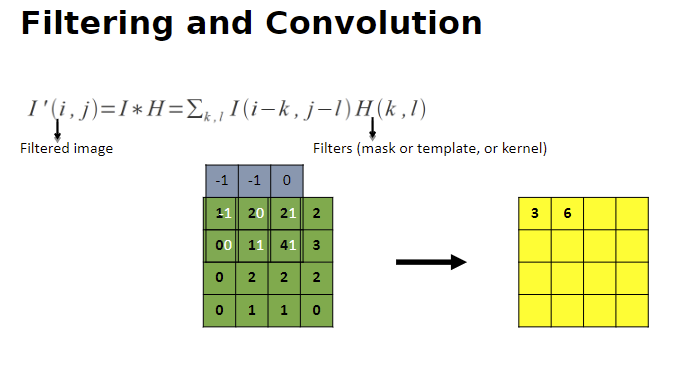 Filtering and Convolution
I'(i, j)=I∗H=∑k,l I(i−k, j−l)H(k,l)
Filtered image
Filters (mask or template, or kernel)
-1 -1 0
11 20 21 2
00 11 41 3
0 2 2 2
0 1 1 0
3 6